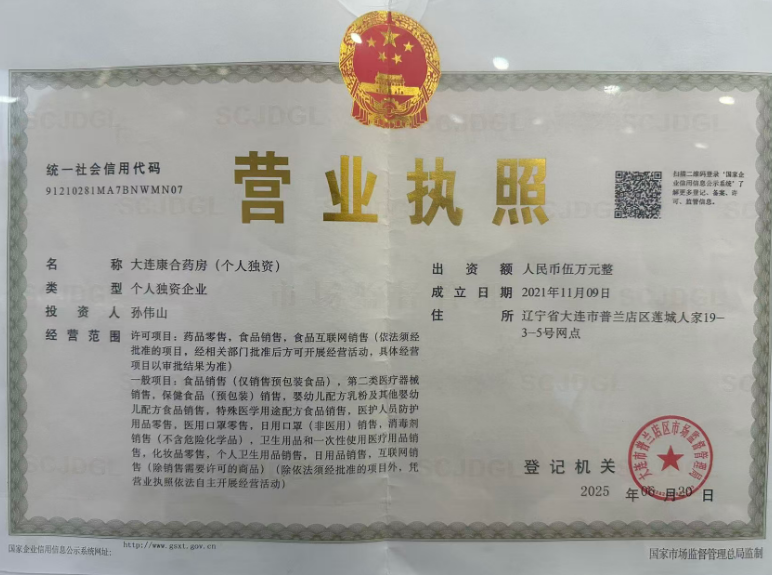 营业执照
统一社会信用代码
91210281MA7BNWMN07
扫描二维码登录"国家企
业信用信息公示系统"了
解更多登记、备案、许
可、监管信息。
名 称 大连康合药房（个人独资）
类 型 个人独资企业
投 资 人 孙伟山
经 营 范 围 许可项目：药品零售，食品销售，食品互联网销售（依法须经
批准的项目，经相关部门批准后方可开展经营活动，具体经营
项目以审批结果为准）
一般项目：食品销售（仅销售预包装食品），第二类医疗器械
销售，保健食品（预包装）销售，婴幼儿配方乳粉及其他婴幼
儿配方食品销售，特殊医学用途配方食品销售，医护人员防护
用品零售，医用口罩零售，日用口罩（非医用）销售，消毒剂
销售（不含危险化学品），卫生用品和一次性使用医疗用品销
售，化妆品零售，个人卫生用品销售，日用品销售，互联网销售
（除销售需要许可的商品）（除依法须经批准的项目外，凭
营业执照依法自主开展经营活动）
出 资 额 人民币伍万元整
成 立 日 期 2021年11月09日
住 所 辽宁省大连市普兰店区莲城人家19-
3-5号网点
登 记 机 关
大连市普兰店区市场监督管理局
2025 年 06 月 20 日
国家企业信用信息公示系统网址：
http://www.gsxt.gov.cn
国家市场监督管理总局监制
SCJDGL